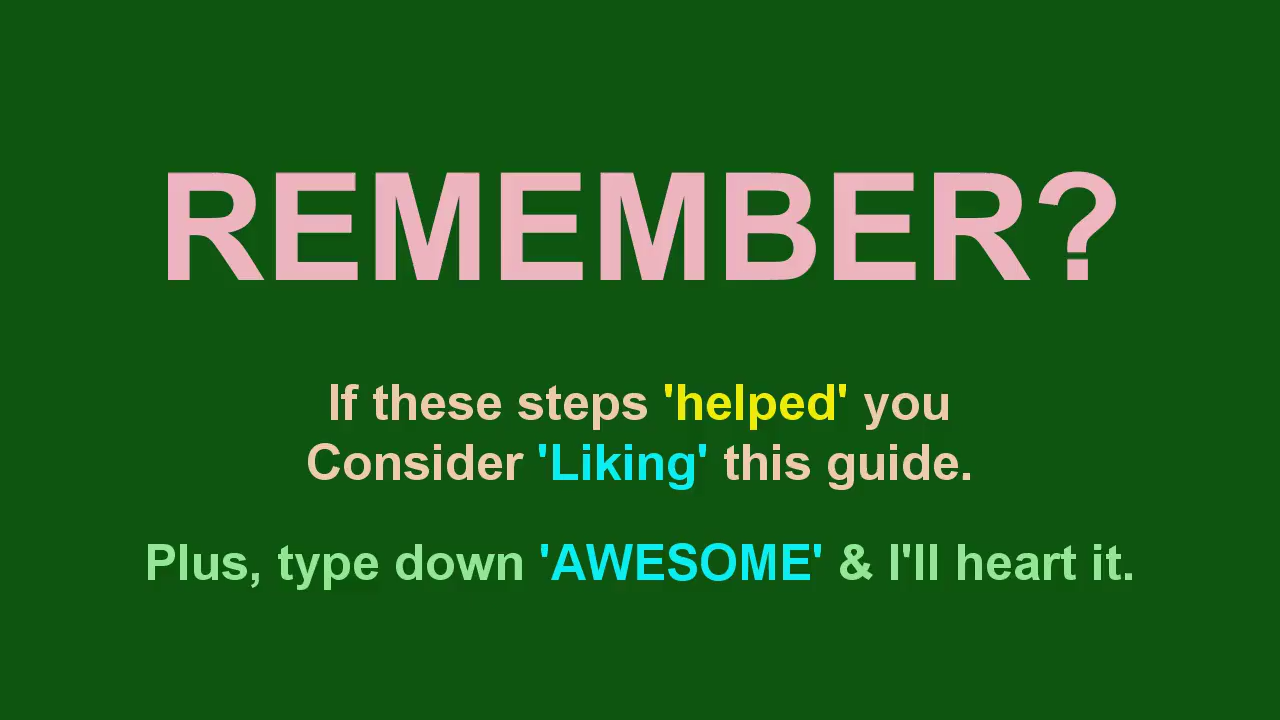 REMEMBER?
If these steps 'helped' you
Consider 'Liking' this guide.
Plus, type down 'AWESOME' & I'll heart it.